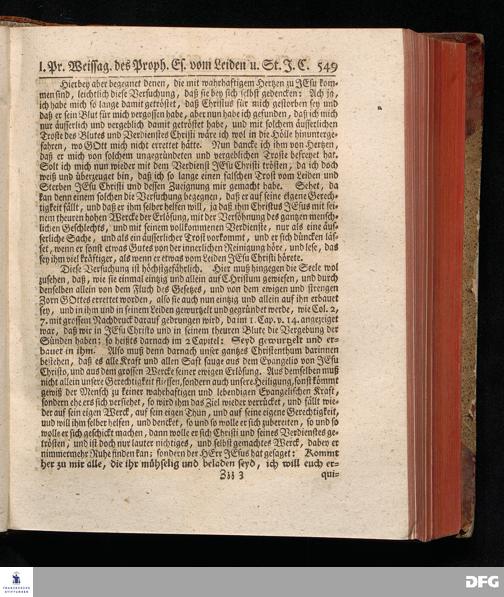 I. Pr. Weissag. des Proph. Es. vom Leiden u. St. J. C. 549
Hierbey aber begegnet denen, die mit wahrhaftigem Hertzen zu JEsu kom-
men sind, leichtlich diese Versuchung, daß sie bey sich selbst gedencken: Ach ja,
ich habe mich so lange damit getröstet, daß Christus für mich gestorben sey und
daß er sein Blut für mich vergossen habe, aber nun habe ich gefunden, daß ich mich
nur äusserlich und vergeblich damit getröstet habe, und mit solchem äusserlichen
Troste des Blutes und Verdienstes Christi wäre ich wol in die Hölle hinunterge-
fahren, wo GOtt mich nicht errettet hätte. Nun dancke ich ihm von Hertzen,
daß er mich von solchem ungegründeten und vergeblichen Troste befreyet hat.
Solt ich mich nun wieder mit dem Verdienst JEsu Christi trösten, da ich doch
weiß und überzeuget bin, daß ich so lange einen falschen Trost vom Leiden und
Sterben JEsu Christi und dessen Zueignung mir gemacht habe. Sehet, da
kan denn einem solchen die Versuchung begegnen, daß er auf seine eigene Gerech-
tigkeit fällt, und daß er ihm selber helfen will, ja daß ihm Christus JEsus mit sei-
nem theuren hohen Wercke der Erlösung, mit der Versöhnung des gantzen mensch-
lichen Geschlechts, und mit seinem vollkommenen Verdienste, nur als eine äus-
serliche Sache, und als ein äusserlicher Trost vorkommt, und er sich düncken läs-
set, wenn er sonst etwas Gutes von der innerlichen Reinigung höre, und lese, das
sey ihm viel kräftiger, als wenn er etwas vom Leiden JEsu Christi hörete.
Diese Versuchung ist höchstgefährlich. Hier muß hingegen die Seele wol
zusehen, daß, wie sie einmal einzig und allein auf Christum gewiesen, und durch
denselben allein von dem Fluch des Gesetzes, und von dem ewigen und strengen
Zorn GOttes errettet worden, also sie auch nun einzig und allein auf ihn erbauet
sey, und in ihm und in seinem Leiden gewurtzelt und gegründet werde, wie Col. 2,
7. mit grossem Nachdruck darauf gedrungen wird, da im 1. Cap. v. 14. angezeiget
war, daß wir in JEsu Christo und in seinem theuren Blute die Vergebung der
Sünden haben; so heißts darnach im 2 Capitel: Seyd gewurtzelt und er-
bauet in ihm. Also muß denn darnach unser gantzes Christenthum darinnen
bestehen, daß es alle Kraft und allen Saft sauge aus dem Evangelio von JEsu
Christo, und aus dem grossen Wercke seiner ewigen Erlösung. Aus demselben muß
nicht allein unsere Gerechtigkeit fliessen, sondern auch unsere Heiligung, sonst kömmt
gewiß der Mensch zu keiner wahrhaftigen und lebendigen Evangelischen Kraft,
sondern ehe ers sich versiehet, so wird ihm das Ziel wieder verrücket, und fällt wie-
der auf sein eigen Werck, auf sein eigen Thun, und auf seine eigene Gerechtigkeit,
und will ihm selber helfen, und dencket, so und so wolle er sich zubereiten, so und so
wolle er sich geschickt machen, dann wolle er sich Christi und seines Verdienstes ge-
trösten; und ist doch nur lauter nichtiges, und selbst gemachtes Werck, dabey er
nimmermehr Ruhe finden kan; sondern der HErr JEsus hat gesaget: Kommt
her zu mir alle, die ihr mühselig und beladen seyd, ich will euch er-
Zzz 3 qui-
FRANCKESCHE
STIFTUNGEN
DFG